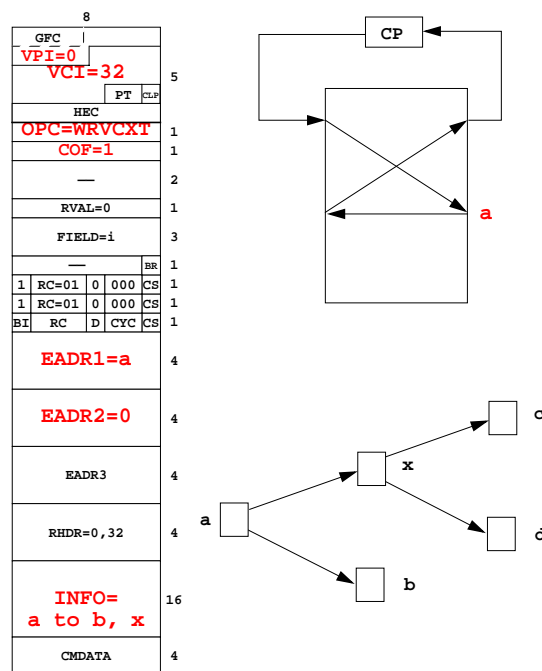 8
GFC
VPI=0
VCI=32
5
PT CLP
HEC
OPC=WRVCXT 1
COF=1 1
— 2
RVAL=0 1
FIELD=i 3
— BR 1
1 RC=01 0 000 CS 1
1 RC=01 0 000 CS 1
BI RC D CYC CS 1
EADR1=a 4
EADR2=0 4
EADR3 4
RHDR=0,32 4
INFO=
a to b, x
16
CMDATA 4
CP
a
c
x
a
d
b